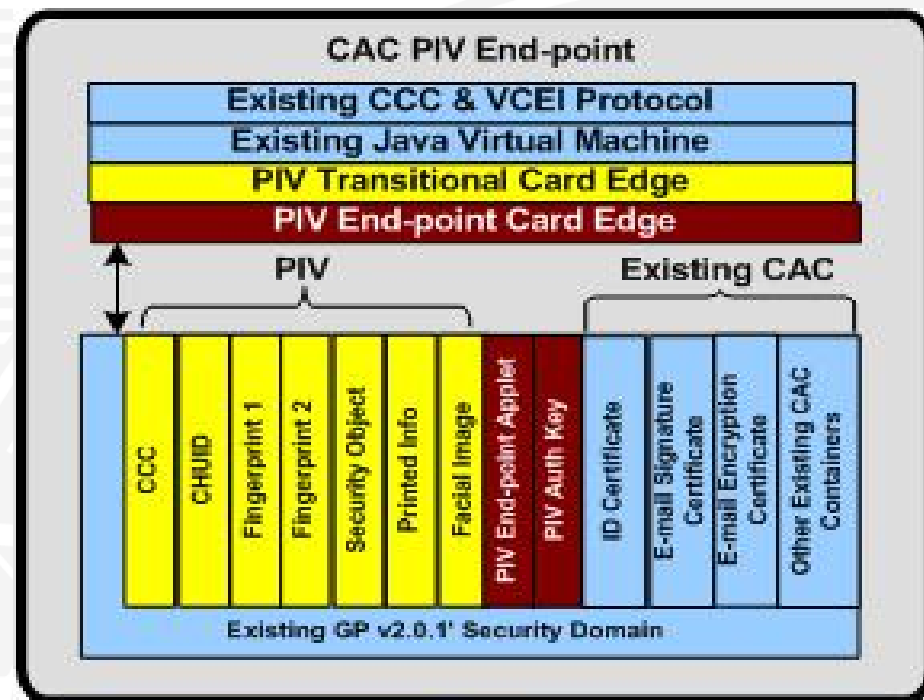 CAC PIV End-point
Existing CCC & VCEI Protocol
Existing Java Virtual Machine
PIV Transitional Card Edge
PIV End-point Card Edge
PIV
Existing CAC
CCC
CHUID
Fingerprint 1
Fingerprint 2
Security Object
Printed Info
Facial Image
PIV End-point Applet
PIV Auth Key
ID Certificate
E-mail Signature
Certificate
E-mail Encryption
Certificate
Other Existing CAC
Containers
Existing GP v2.0.1' Security Domain